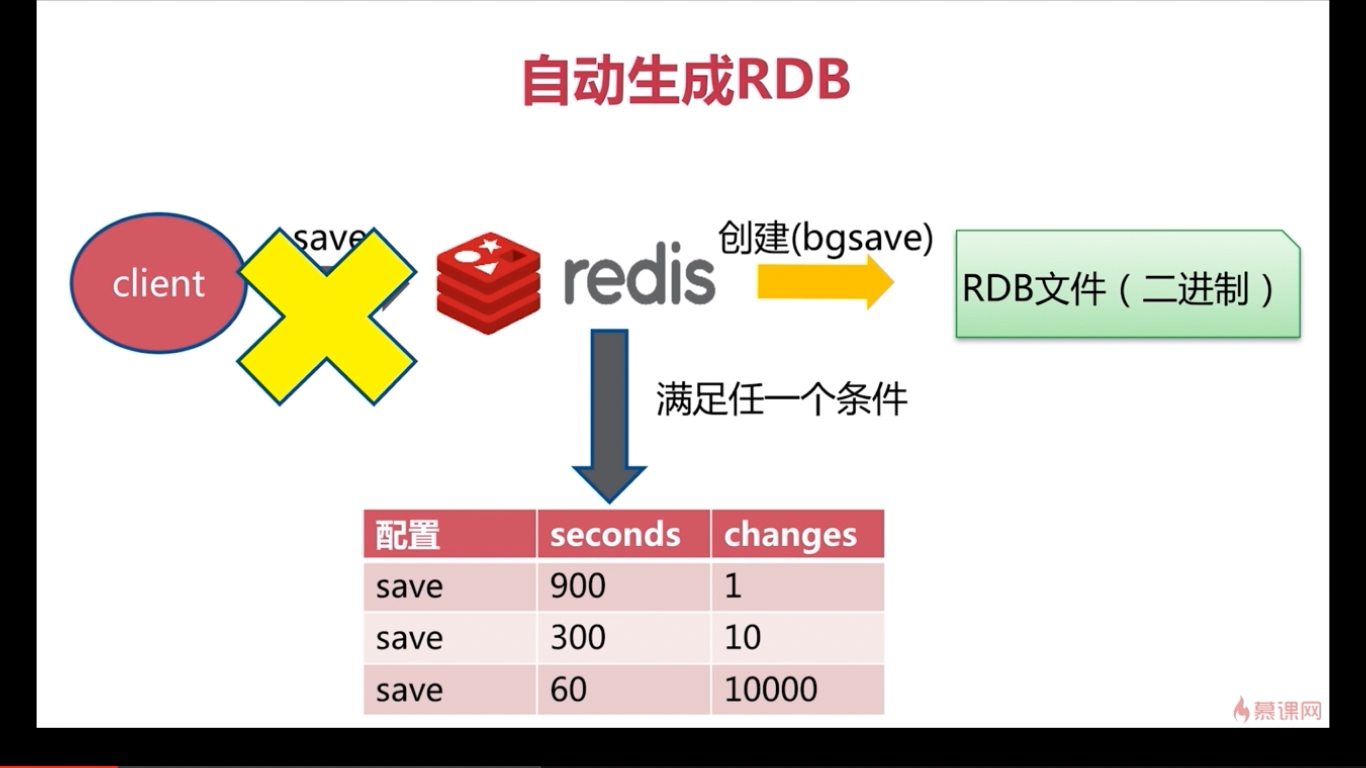 自动生成RDB
client
save
redis
创建(bgsave)
RDB文件（二进制）
满足任一个条件
配置 seconds changes
save 900 1
save 300 10
save 60 10000
慕课网